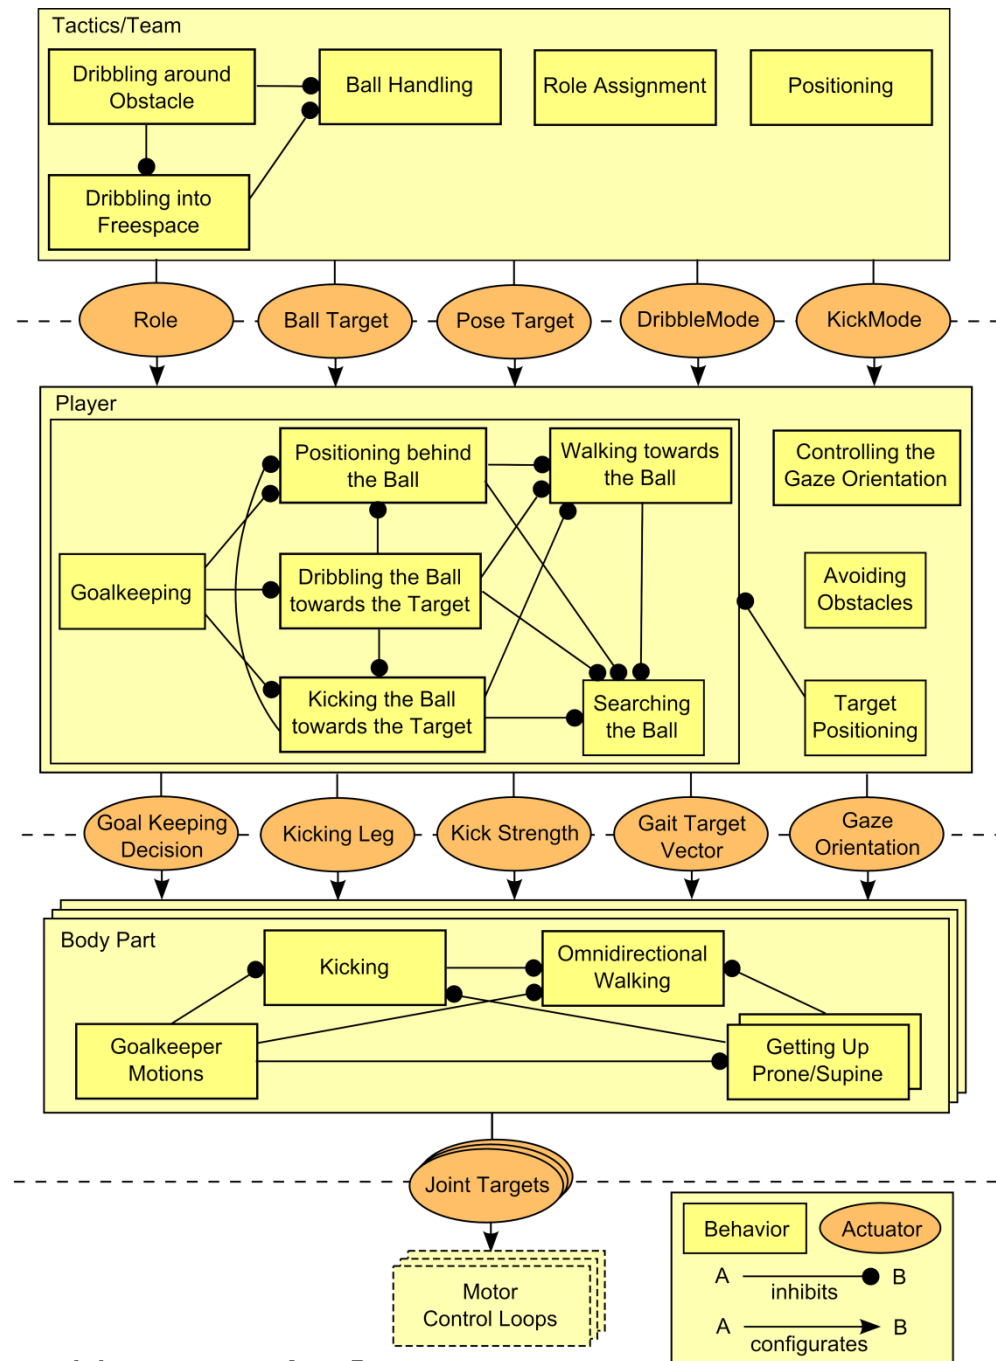 Tactics/Team
Dribbling around
Obstacle
Ball Handling
Role Assignment
Positioning
Dribbling into
Freespace
Role
Ball Target
Pose Target
DribbleMode
KickMode
Player
Positioning behind
the Ball
Walking towards
the Ball
Controlling the
Gaze Orientation
Goalkeeping
Dribbling the Ball
towards the Target
Avoiding
Obstacles
Kicking the Ball
towards the Target
Searching
the Ball
Target
Positioning
Goal Keeping
Decision
Kicking Leg
Kick Strength
Gait Target
Vector
Gaze
Orientation
Body Part
Kicking
Omnidirectional
Walking
Goalkeeper
Motions
Getting Up
Prone/Supine
Joint Targets
Motor
Control Loops
Behavior
Actuator
A
inhibits
B
A
configurates
B